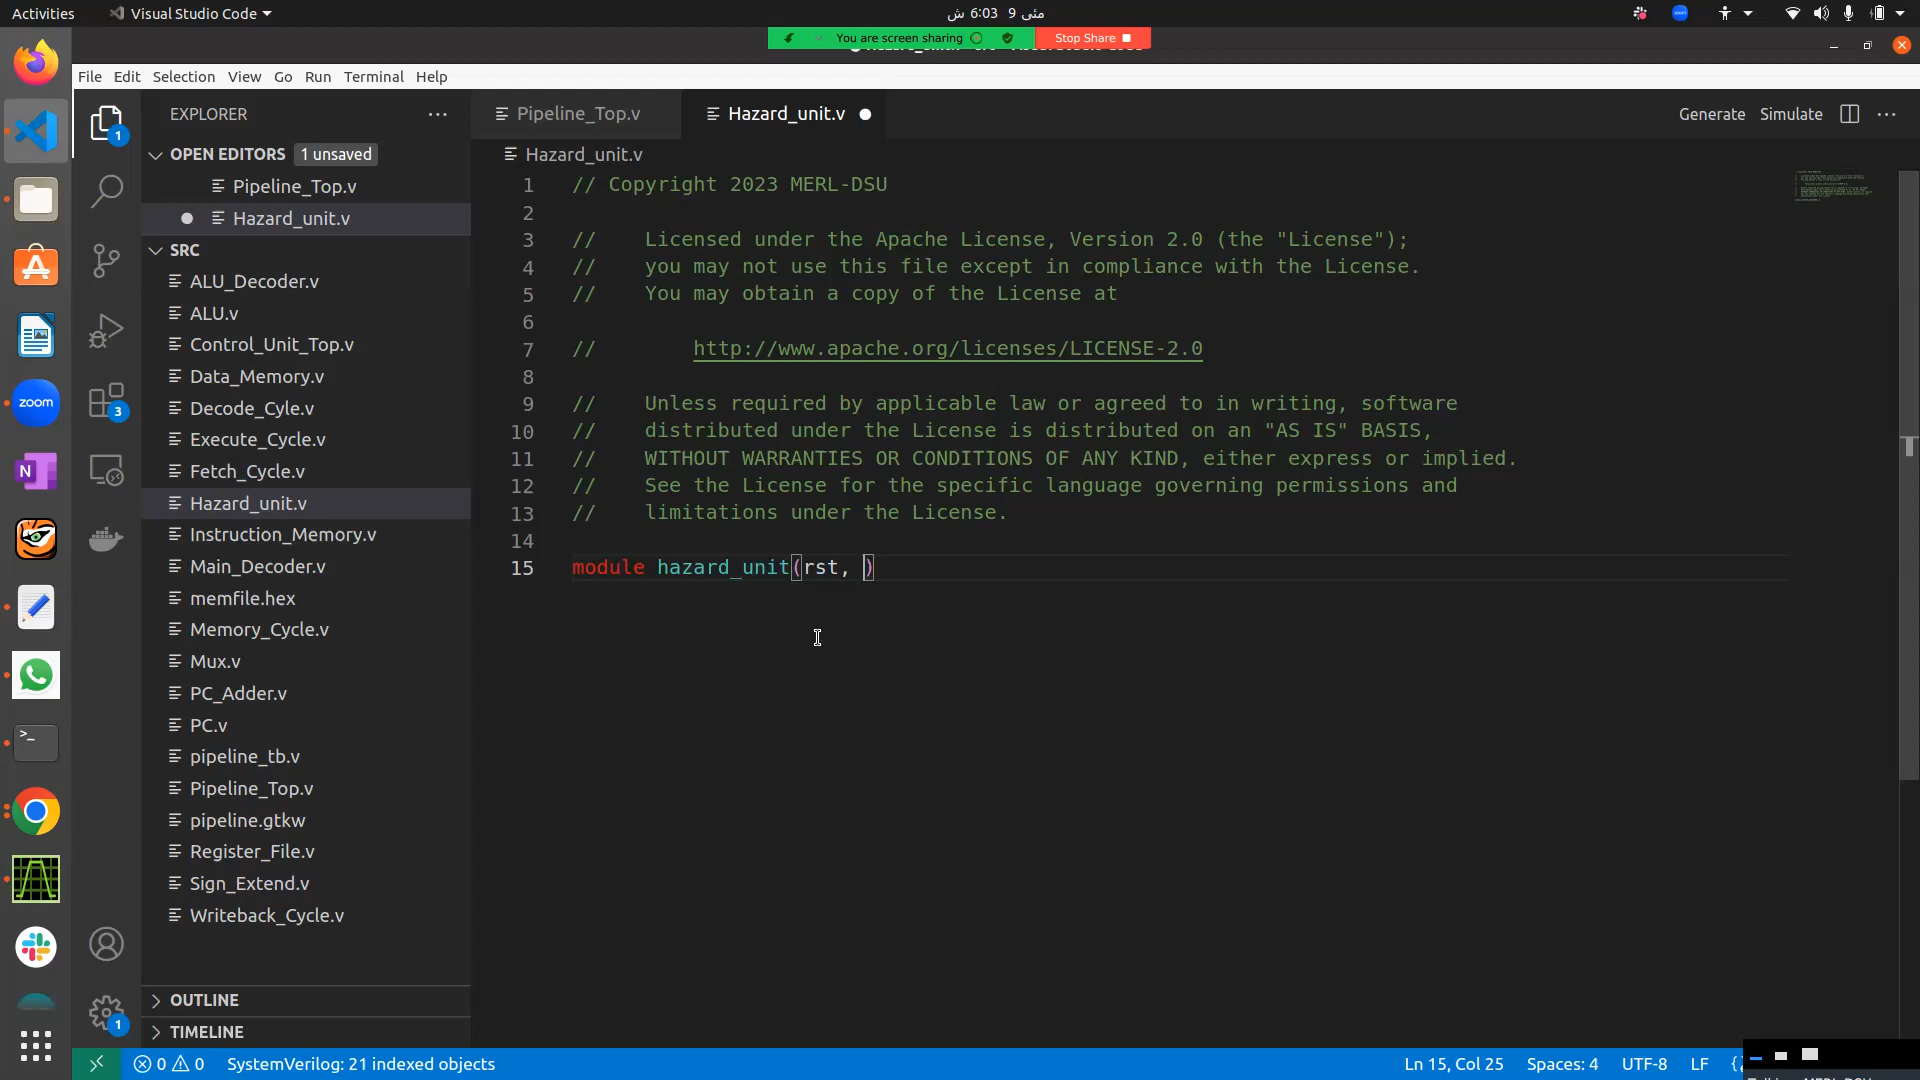 Activities
Visual Studio Code
مئی 9 6:03 ش
You are screen sharing
Stop Share
File Edit Selection View Go Run Terminal Help
EXPLORER
Pipeline_Top.v
Hazard_unit.v
Generate Simulate
OPEN EDITORS 1 unsaved
Pipeline_Top.v
Hazard_unit.v
SRC
ALU_Decoder.v
ALU.v
Control_Unit_Top.v
Data_Memory.v
Decode_Cyle.v
Execute_Cycle.v
Fetch_Cycle.v
Hazard_unit.v
Instruction_Memory.v
Main_Decoder.v
memfile.hex
Memory_Cycle.v
Mux.v
PC_Adder.v
PC.v
pipeline_tb.v
Pipeline_Top.v
pipeline.gtkw
Register_File.v
Sign_Extend.v
Writeback_Cycle.v
OUTLINE
TIMELINE
Hazard_unit.v
1 // Copyright 2023 MERL-DSU
2
3 // Licensed under the Apache License, Version 2.0 (the "License");
4 // you may not use this file except in compliance with the License.
5 // You may obtain a copy of the License at
6
7 // http://www.apache.org/licenses/LICENSE-2.0
8
9 // Unless required by applicable law or agreed to in writing, software
10 // distributed under the License is distributed on an "AS IS" BASIS,
11 // WITHOUT WARRANTIES OR CONDITIONS OF ANY KIND, either express or implied.
12 // See the License for the specific language governing permissions and
13 // limitations under the License.
14
15 module hazard_unit(rst, )
zoom
N
1
3
1
0 0 SystemVerilog: 21 indexed objects
Ln 15, Col 25 Spaces: 4 UTF-8 LF